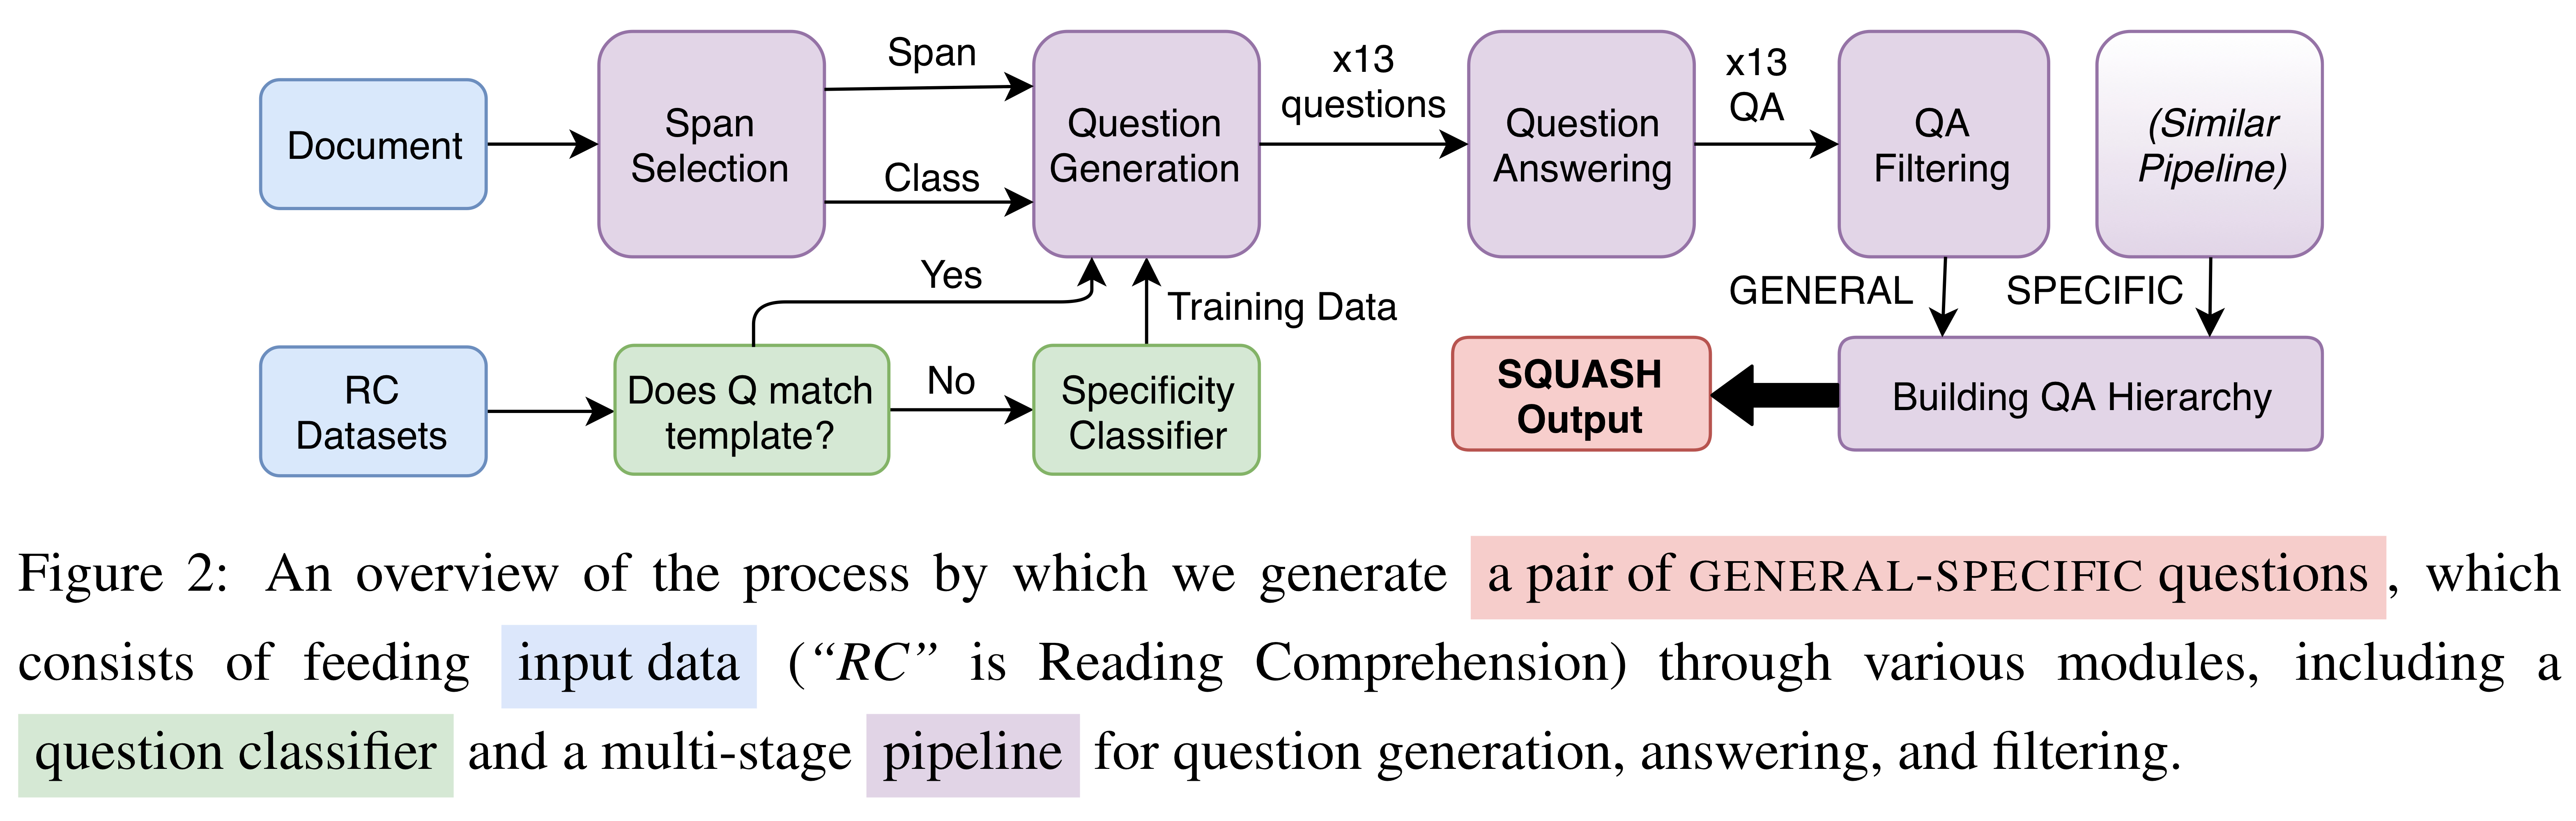 Document
Span
Selection
Span
Class
Question
Generation
x13
questions
Question
Answering
x13
QA
QA
Filtering
(Similar
Pipeline)
Yes
Training Data
GENERAL
SPECIFIC
RC
Datasets
Does Q match
template?
No
Specificity
Classifier
SQUASH
Output
Building QA Hierarchy
Figure 2: An overview of the process by which we generate a pair of GENERAL-SPECIFIC questions, which
consists of feeding input data (“RC” is Reading Comprehension) through various modules, including a
question classifier and a multi-stage pipeline for question generation, answering, and filtering.